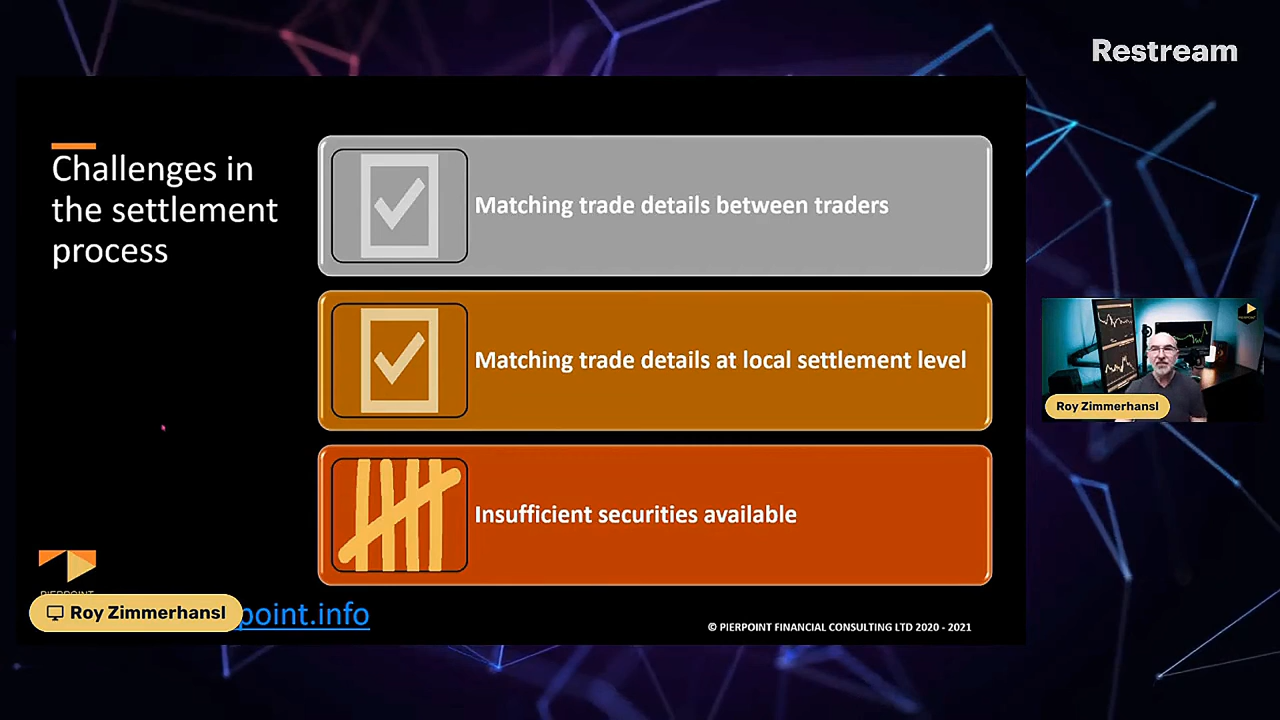 Restream
Challenges in
the settlement
process
Matching trade details between traders
Matching trade details at local settlement level
Insufficient securities available
Roy Zimmerhansl
Roy Zimmerhansl
point.info
© PIERPOINT FINANCIAL CONSULTING LTD 2020 - 2021